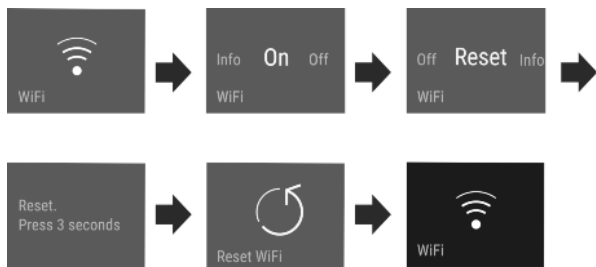 WiFi
Info On Off
WiFi
Off Reset Info
WiFi
Reset.
Press 3 seconds
Reset WiFi
WiFi